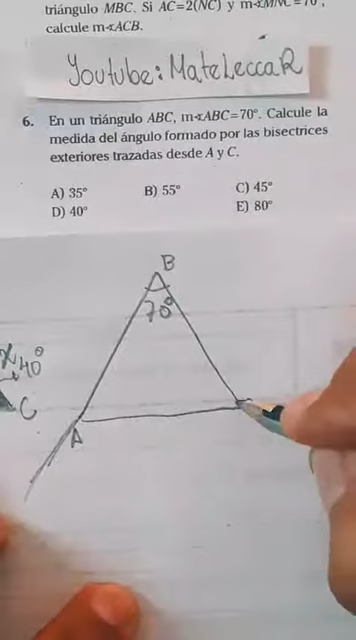 triángulo MBC. Si AC=2(NC) y m∢MNC=70°,
calcule m∢ACB.
Youtube: MateLeccaR
6. En un triángulo ABC, m∢ABC=70°. Calcule la
medida del ángulo formado por las bisectrices
exteriores trazadas desde A y C.
A) 35° B) 55° C) 45°
D) 40° E) 80°
B
70°
x 40°
C
A